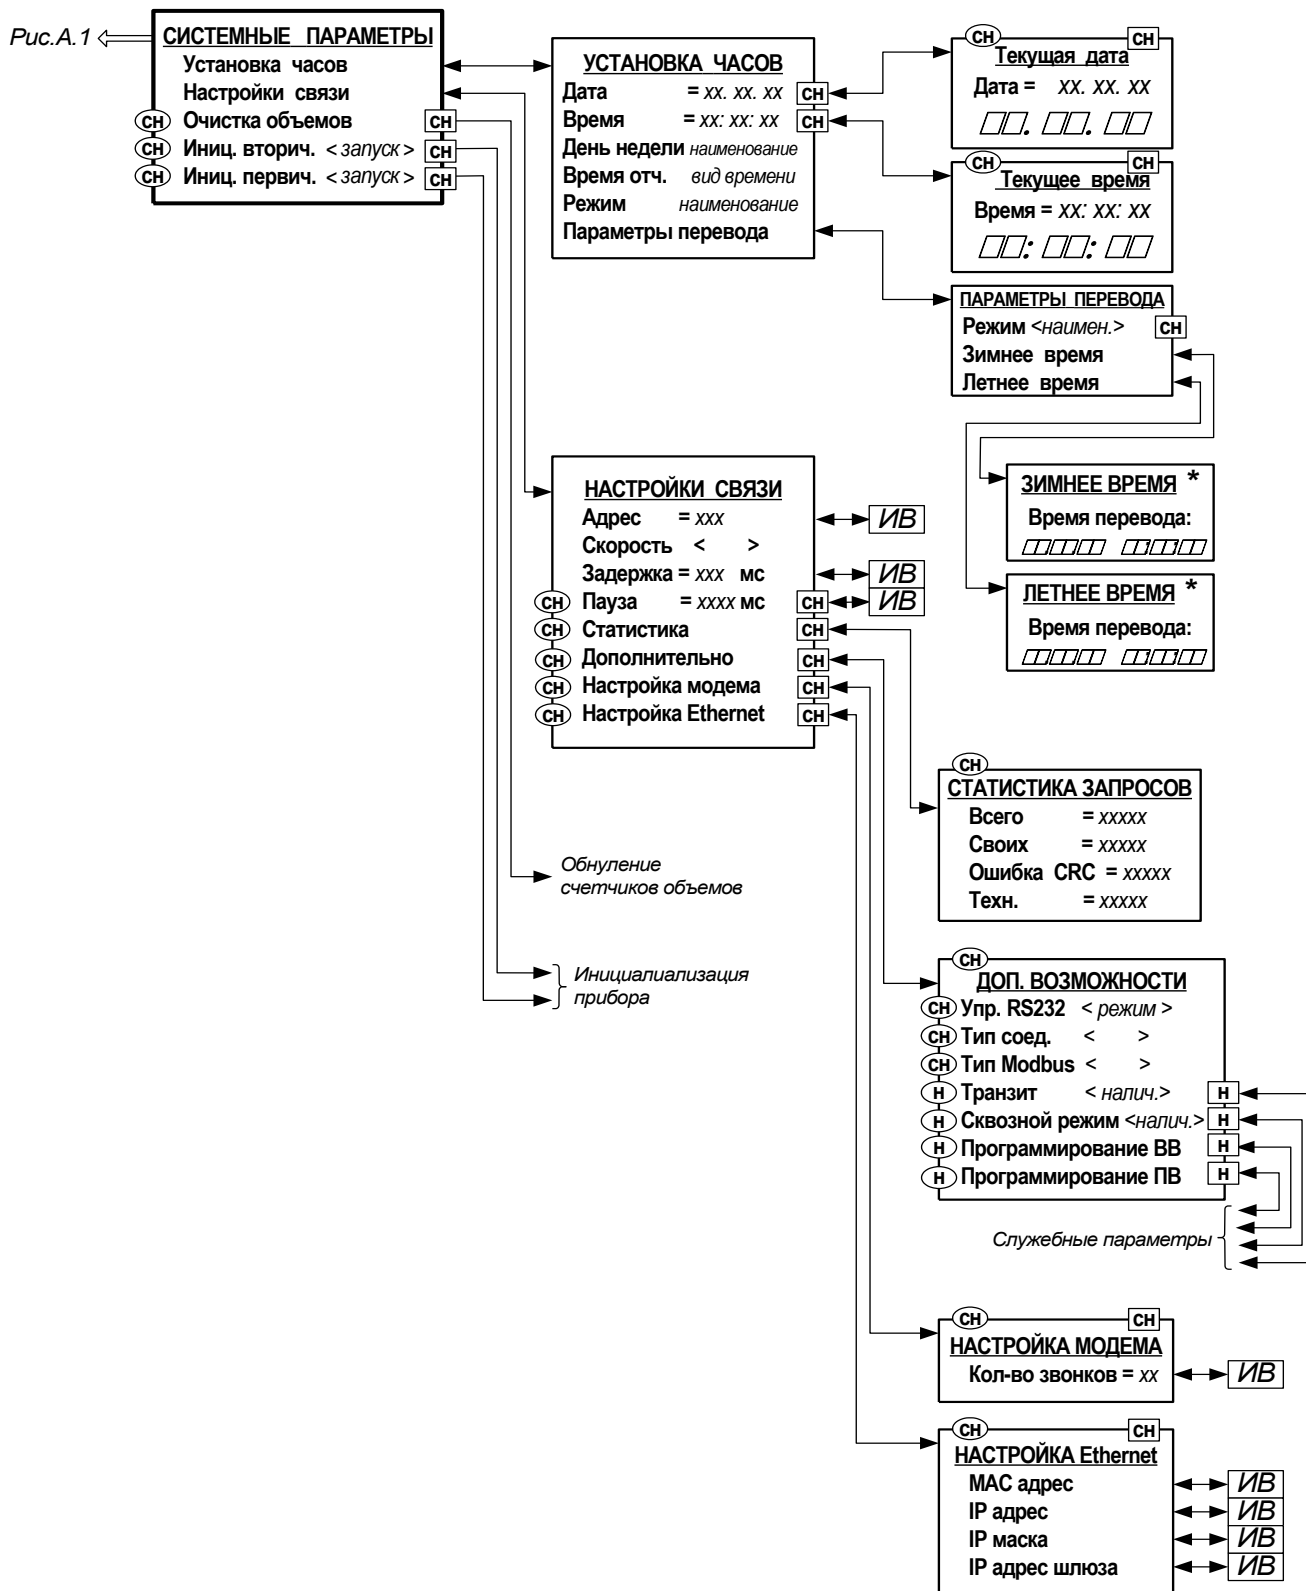 Рис.А.1
СИСТЕМНЫЕ ПАРАМЕТРЫ
Установка часов
Настройки связи
СН Очистка объемов СН
СН Иниц. вторич. < запуск > СН
СН Иниц. первич. < запуск > СН
УСТАНОВКА ЧАСОВ
Дата = хх. хх. хх СН
Время = хх: хх: хх СН
День недели наименование
Время отч. вид времени
Режим наименование
Параметры перевода
СН СН
Текущая дата
Дата = хх. хх. хх
СН СН
Текущее время
Время = хх: хх: хх
ПАРАМЕТРЫ ПЕРЕВОДА
Режим <наимен.> СН
Зимнее время
Летнее время
ЗИМНЕЕ ВРЕМЯ *
Время перевода:
ЛЕТНЕЕ ВРЕМЯ *
Время перевода:
НАСТРОЙКИ СВЯЗИ
Адрес = ххх ИВ
Скорость < >
Задержка = ххх мс ИВ
СН Пауза = хххх мс СН ИВ
СН Статистика СН
СН Дополнительно СН
СН Настройка модема СН
СН Настройка Ethernet СН
СН
СТАТИСТИКА ЗАПРОСОВ
Всего = ххххх
Своих = ххххх
Ошибка CRC = ххххх
Техн. = ххххх
Обнуление
счетчиков объемов
Инициалиализация
прибора
СН
ДОП. ВОЗМОЖНОСТИ
СН Упр. RS232 < режим >
СН Тип соед. < >
СН Тип Modbus < >
Н Транзит < налич.> Н
Н Сквозной режим <налич.> Н
Н Программирование ВВ Н
Н Программирование ПВ Н
Служебные параметры
СН СН
НАСТРОЙКА МОДЕМА
Кол-во звонков = хх ИВ
СН СН
НАСТРОЙКА Ethernet
МАС адрес ИВ
IP адрес ИВ
IP маска ИВ
IP адрес шлюза ИВ